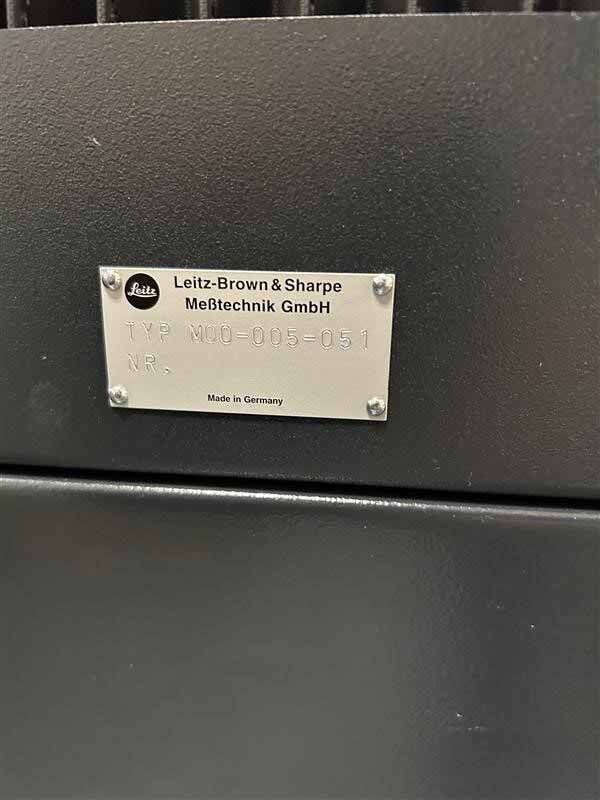 Leitz
Leitz-Brown & Sharpe
Meßtechnik GmbH
TYP M00-005-051
NR.
Made in Germany